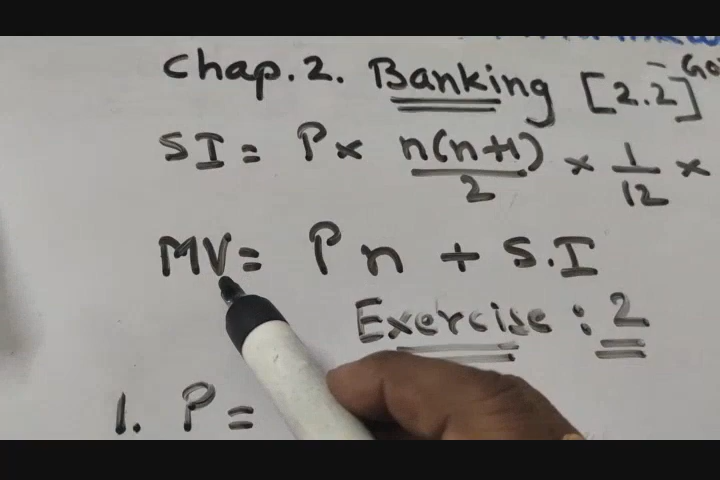 Chap. 2. Banking [2.2]
SI = P x n(n+1)/2 x 1/12 x
MV = Pn + S.I
Exercise : 2
1. P =